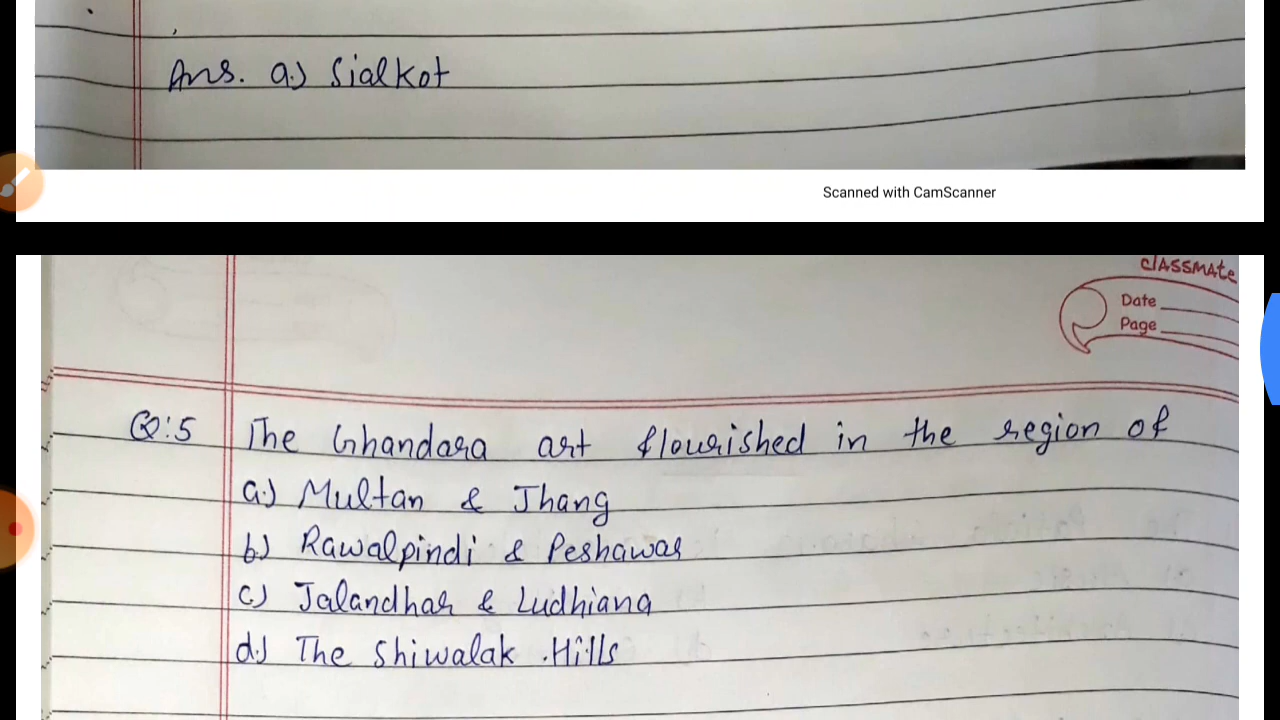 Ans. a.) Sialkot
Scanned with CamScanner
classmate
Date
Page
Q:5 The Ghandara art flourished in the region of
a.) Multan & Jhang
b.) Rawalpindi & Peshawar
c.) Jalandhar & Ludhiana
d.) The Shiwalak Hills